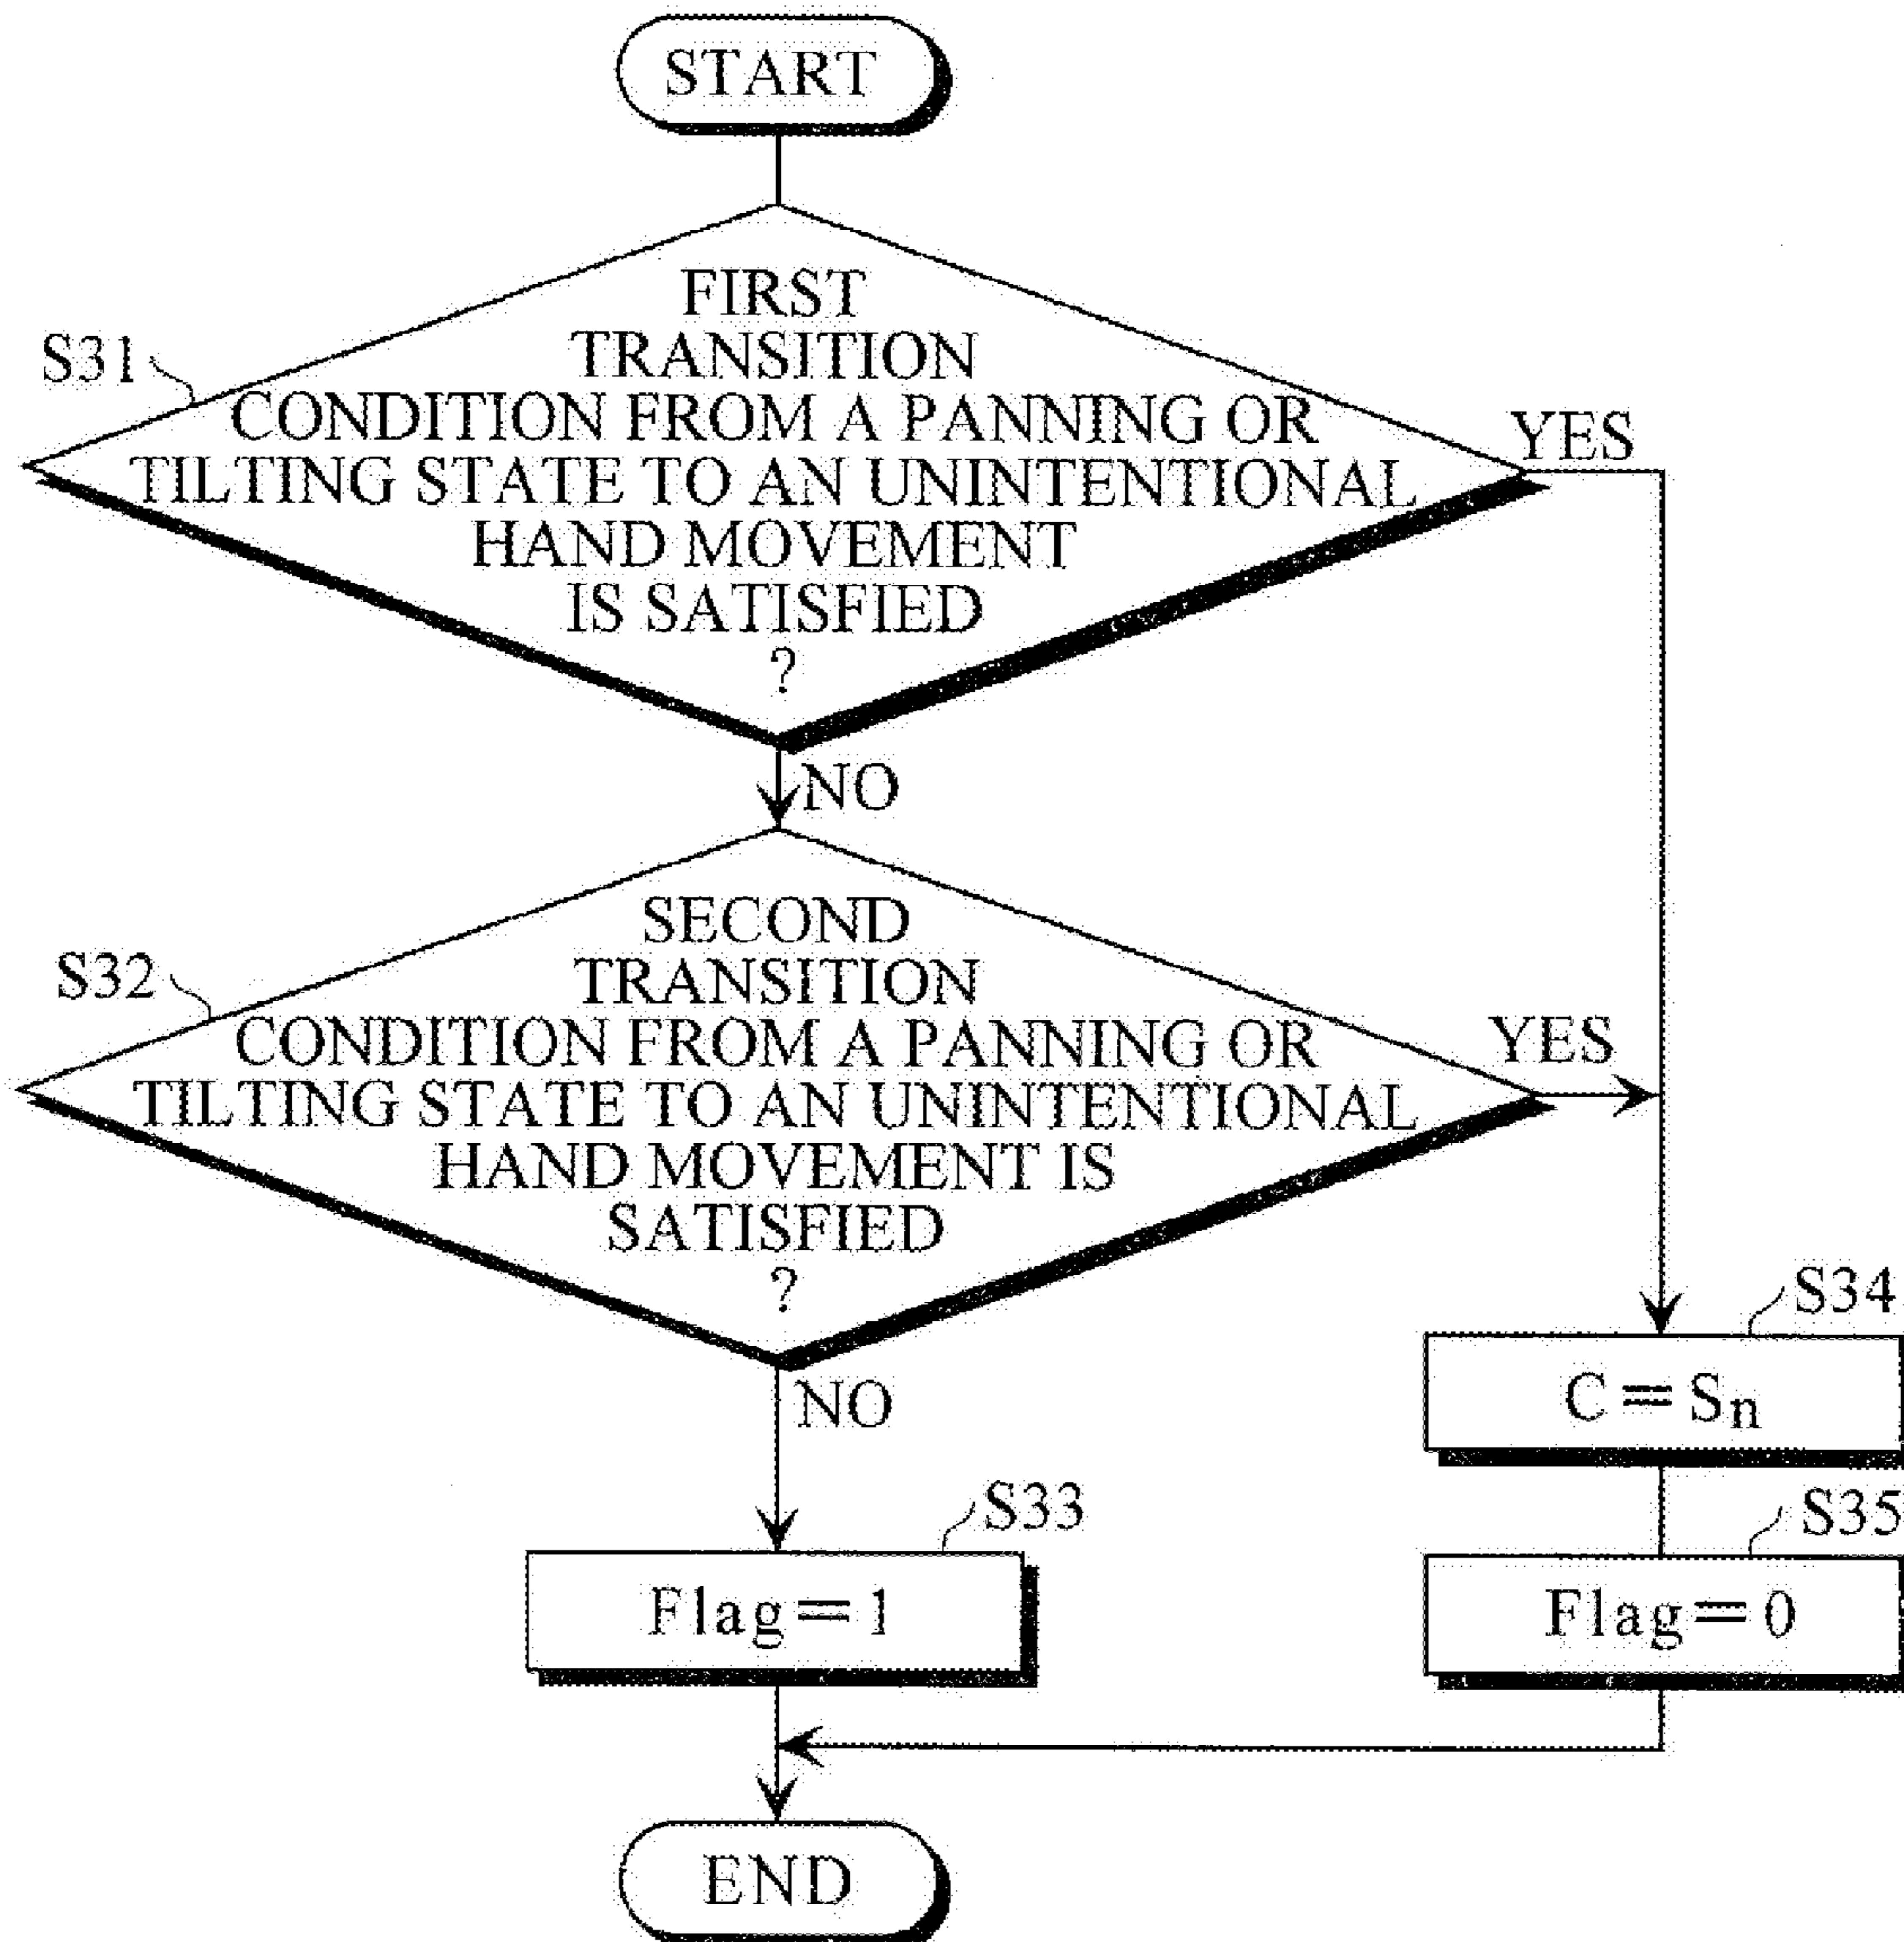 START
S31
FIRST
TRANSITION
CONDITION FROM A PANNING OR
TILTING STATE TO AN UNINTENTIONAL
HAND MOVEMENT
IS SATISFIED
?
YES
NO
S32
SECOND
TRANSITION
CONDITION FROM A PANNING OR
TILTING STATE TO AN UNINTENTIONAL
HAND MOVEMENT IS
SATISFIED
?
YES
NO
S34
C=Sn
S33
Flag=1
S35
Flag=0
END